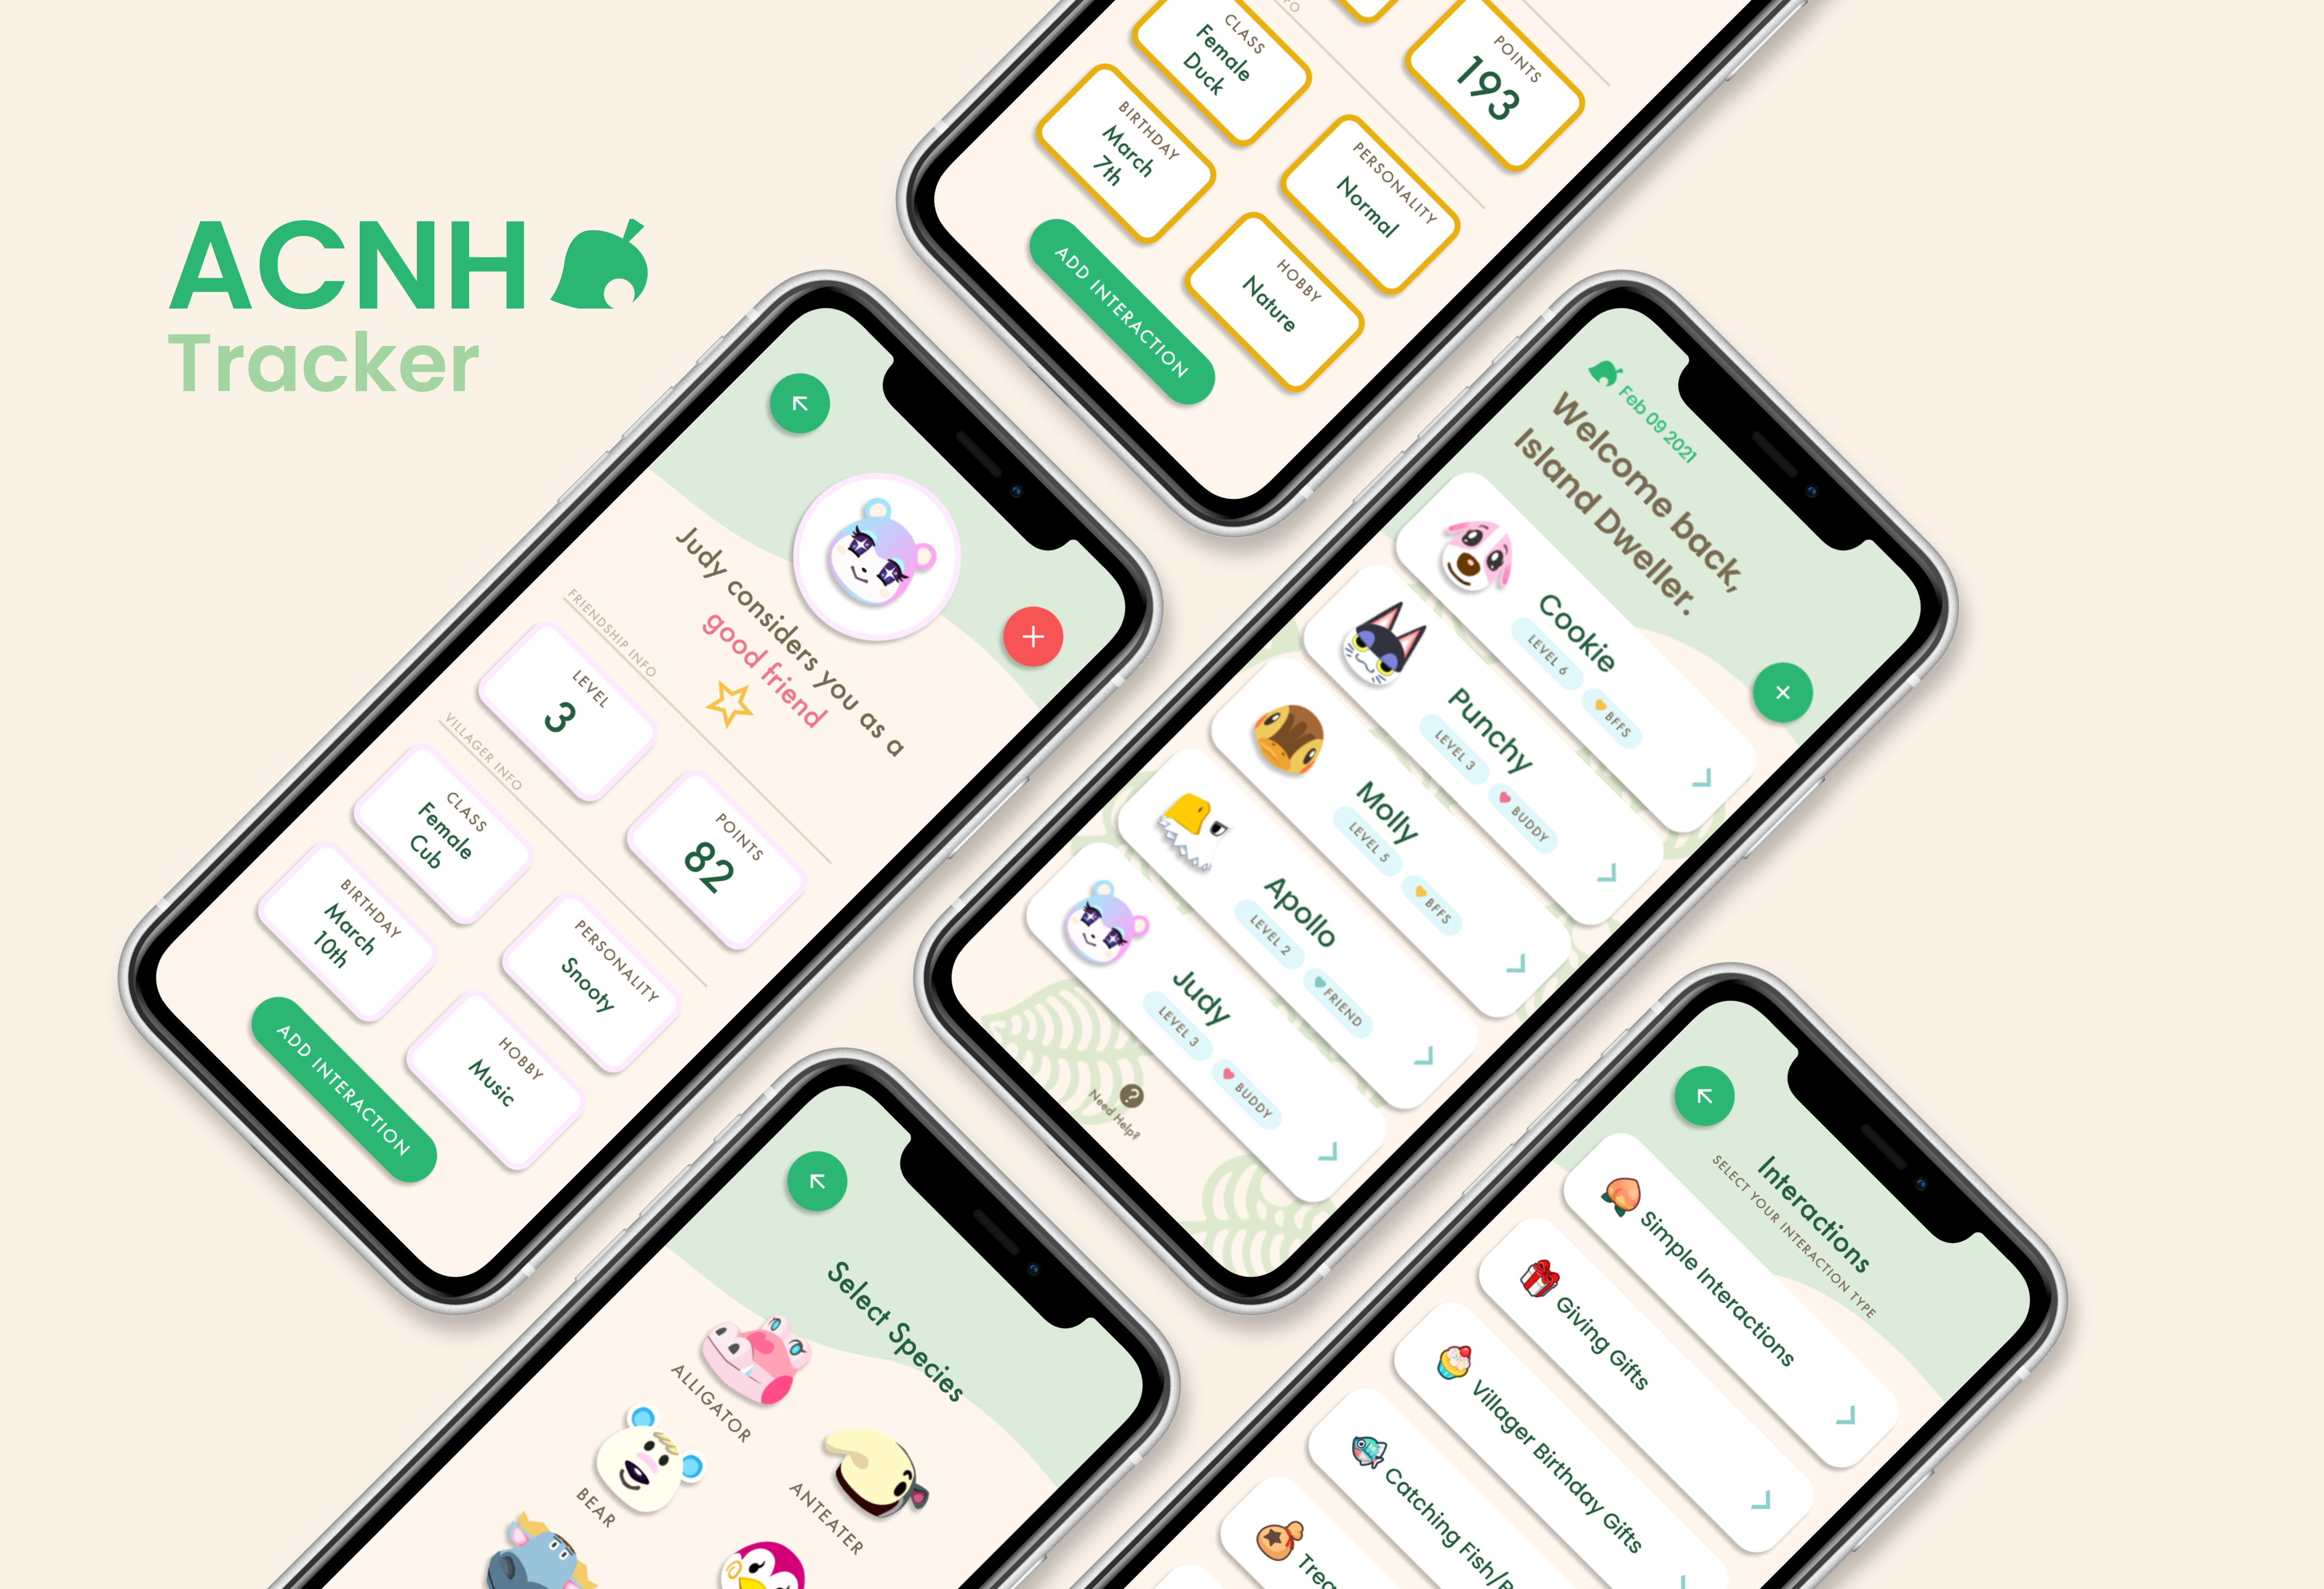 ACNH
Tracker
CLASS
Female
Duck
POINTS
193
BIRTHDAY
March
7th
PERSONALITY
Normal
HOBBY
Nature
ADD INTERACTION
Judy considers you as a
good friend
FRIENDSHIP INFO
LEVEL
3
POINTS
82
VILLAGER INFO
CLASS
Female
Cub
PERSONALITY
Snooty
BIRTHDAY
March
10th
HOBBY
Music
ADD INTERACTION
Feb 09 2021
Welcome back,
Island Dweller.
Cookie
LEVEL 6
BFFS
Punchy
LEVEL 3
BUDDY
Molly
LEVEL 5
BFFS
Apollo
LEVEL 2
FRIEND
Judy
LEVEL 3
BUDDY
?
Need Help?
Select Species
ALLIGATOR
ANTEATER
BEAR
Interactions
SELECT YOUR INTERACTION TYPE
Simple Interactions
Giving Gifts
Villager Birthday Gifts
Catching Fish/